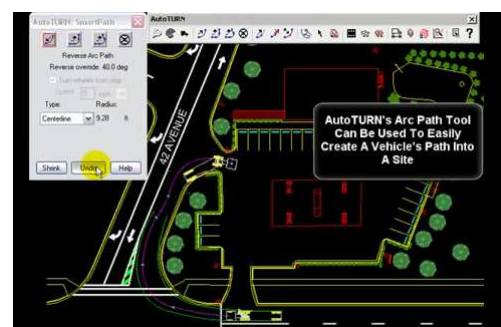 AutoTURN: SmartPath
AutoTURN
Reverse Arc Path
Reverse override: 40.0 deg
Type:
Radius:
Centerline
9.28
ft
Shrink
Undo
Help
42 AVENUE
AutoTURN's Arc Path Tool
Can Be Used To Easily
Create A Vehicle's Path Into
A Site